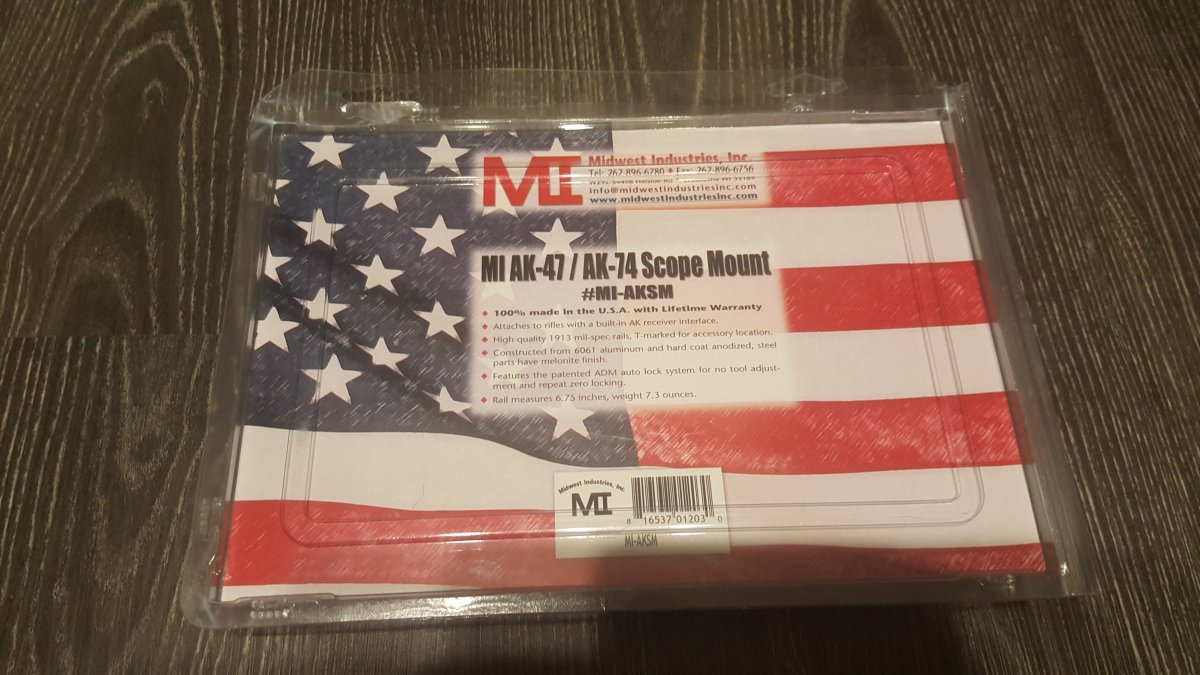 MI
Midwest Industries, Inc.
Tel: 262-896-6780 ♦ Fax: 262-896-6756
info@midwestindustriesinc.com
www.midwestindustriesinc.com
MI AK-47 / AK-74 Scope Mount
#MI-AKSM
♦ 100% made in the U.S.A. with Lifetime Warranty
♦ Attaches to rifles with a built-in AK receiver interface.
♦ High quality 1913 mil-spec rails, T-marked for accessory location.
♦ Constructed from 6061 aluminum and hard coat anodized, steel
parts have melonite finish.
♦ Features the patented ADM auto lock system for no tool adjust-
ment and repeat zero locking.
♦ Rail measures 6.75 inches, weight 7.3 ounces.
Midwest Industries, Inc.
MI
8 16537 01203 0
MI-AKSM